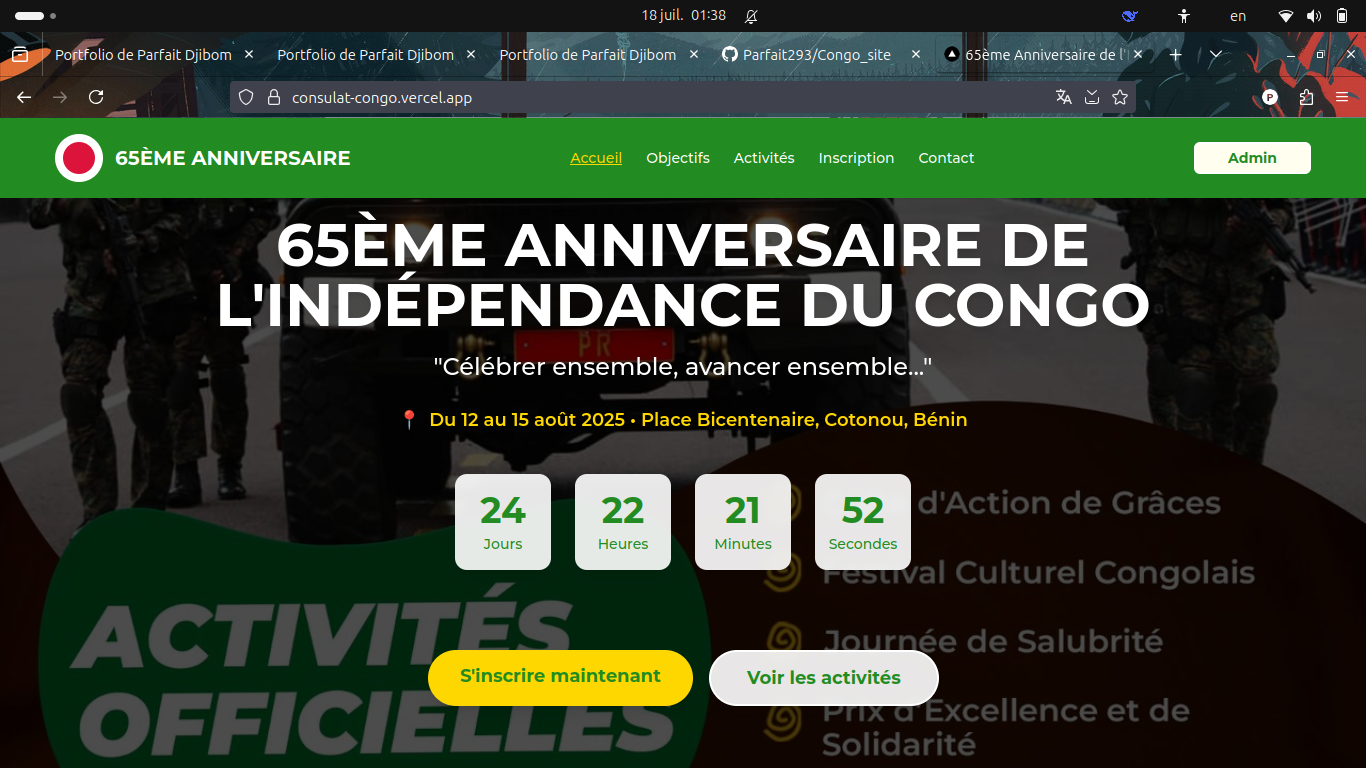 18 juil. 01:38
en
Portfolio de Parfait Djibom
Portfolio de Parfait Djibom
Portfolio de Parfait Djibom
Parfait293/Congo_site
65ème Anniversaire de l'
consulat-congo.vercel.app
P
65ÈME ANNIVERSAIRE
Accueil
Objectifs
Activités
Inscription
Contact
Admin
65ÈME ANNIVERSAIRE DE
L'INDÉPENDANCE DU CONGO
PR
"Célébrer ensemble, avancer ensemble..."
Du 12 au 15 août 2025 • Place Bicentenaire, Cotonou, Bénin
24 22 21 52
Jours Heures Minutes Secondes
d'Action de Grâces
Festival Culturel Congolais
ACTIVITÉS
OFFICIELLES
Journée de Salubrité
S'inscrire maintenant
Voir les activités
Prix d'Excellence et de
Solidarité